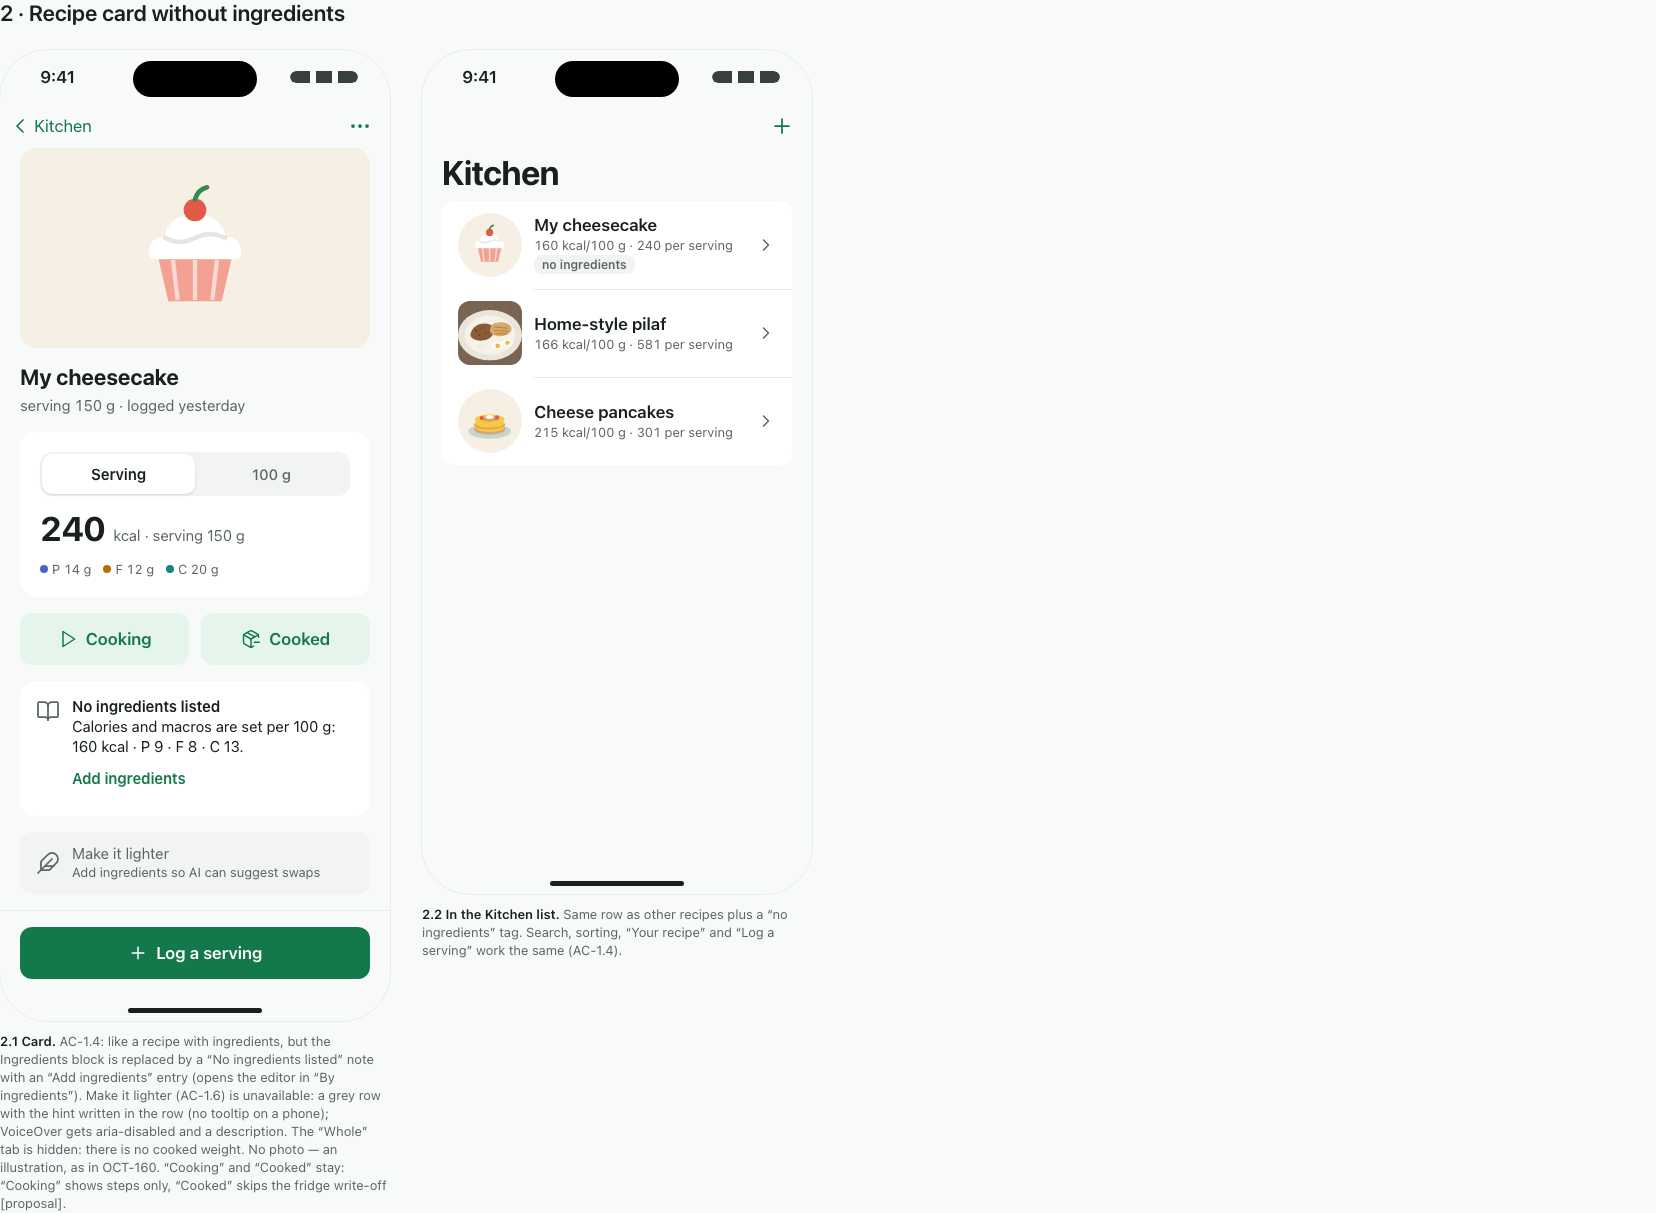 2 · Recipe card without ingredients
9:41
Kitchen
My cheesecake
serving 150 g · logged yesterday
Serving
100 g
240 kcal · serving 150 g
P 14 g F 12 g C 20 g
Cooking
Cooked
No ingredients listed
Calories and macros are set per 100 g:
160 kcal · P 9 · F 8 · C 13.
Add ingredients
Make it lighter
Add ingredients so AI can suggest swaps
Log a serving
2.1 Card. AC-1.4: like a recipe with ingredients, but the
Ingredients block is replaced by a “No ingredients listed” note
with an “Add ingredients” entry (opens the editor in “By
ingredients”). Make it lighter (AC-1.6) is unavailable: a grey row
with the hint written in the row (no tooltip on a phone);
VoiceOver gets aria-disabled and a description. The “Whole”
tab is hidden: there is no cooked weight. No photo — an
illustration, as in OCT-160. “Cooking” and “Cooked” stay:
“Cooking” shows steps only, “Cooked” skips the fridge write-off
[proposal].
9:41
Kitchen
My cheesecake
160 kcal/100 g · 240 per serving
no ingredients
Home-style pilaf
166 kcal/100 g · 581 per serving
Cheese pancakes
215 kcal/100 g · 301 per serving
2.2 In the Kitchen list. Same row as other recipes plus a “no
ingredients” tag. Search, sorting, “Your recipe” and “Log a
serving” work the same (AC-1.4).